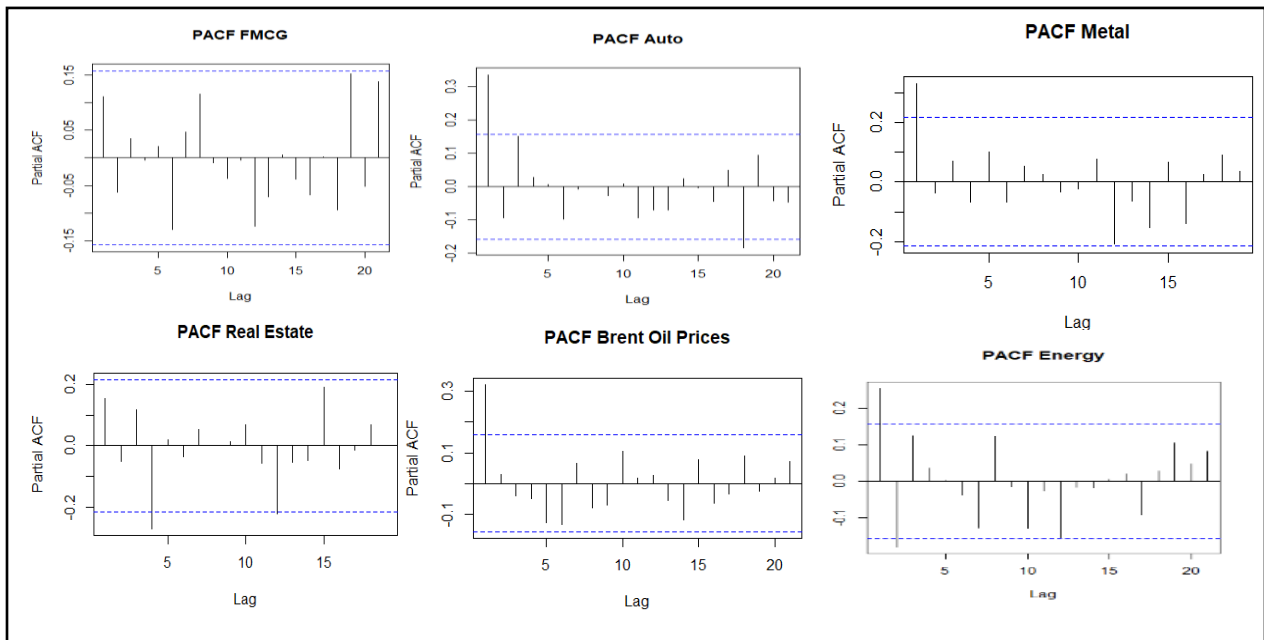 PACF FMCG
Partial ACF
0.15
0.05
-0.05
-0.15
5 10 15 20
Lag
PACF Auto
Partial ACF
0.3
0.2
0.1
0.0
-0.1
-0.2
5 10 15 20
Lag
PACF Metal
Partial ACF
0.2
0.0
-0.2
5 10 15
Lag
PACF Real Estate
Partial ACF
0.2
0.0
-0.2
5 10 15
Lag
PACF Brent Oil Prices
Partial ACF
0.3
0.1
-0.1
5 10 15 20
Lag
PACF Energy
Partial ACF
0.2
0.1
0.0
-0.1
5 10 15 20
Lag